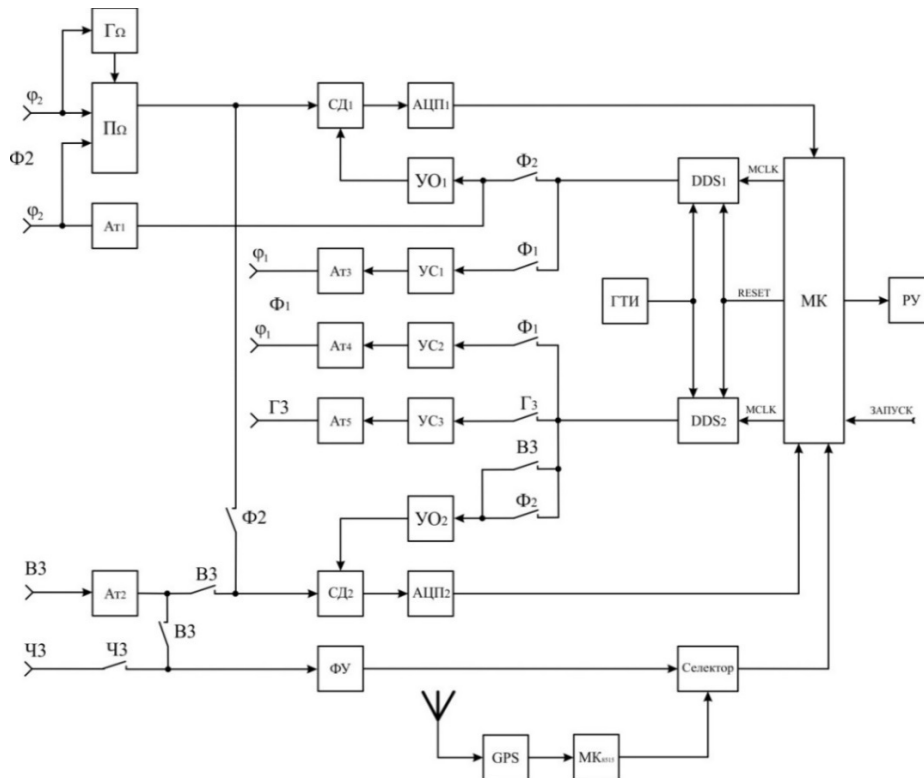 ГΩ
φ2
ПΩ
СД1
АЦП1
Ф2
УО1
Ф2
DDS1
MCLK
φ2
Ат1
φ1
Ат3
УС1
Ф1
ГТИ
RESET
МК
РУ
Ф1
φ1
Ат4
УС2
Ф1
Г3
Ат5
УС3
Г3
DDS2
MCLK
ЗАПУСК
В3
Ф2
УО2
Ф2
В3
Ат2
В3
СД2
АЦП2
В3
Ч3
Ч3
ФУ
Селектор
GPS
МК8515